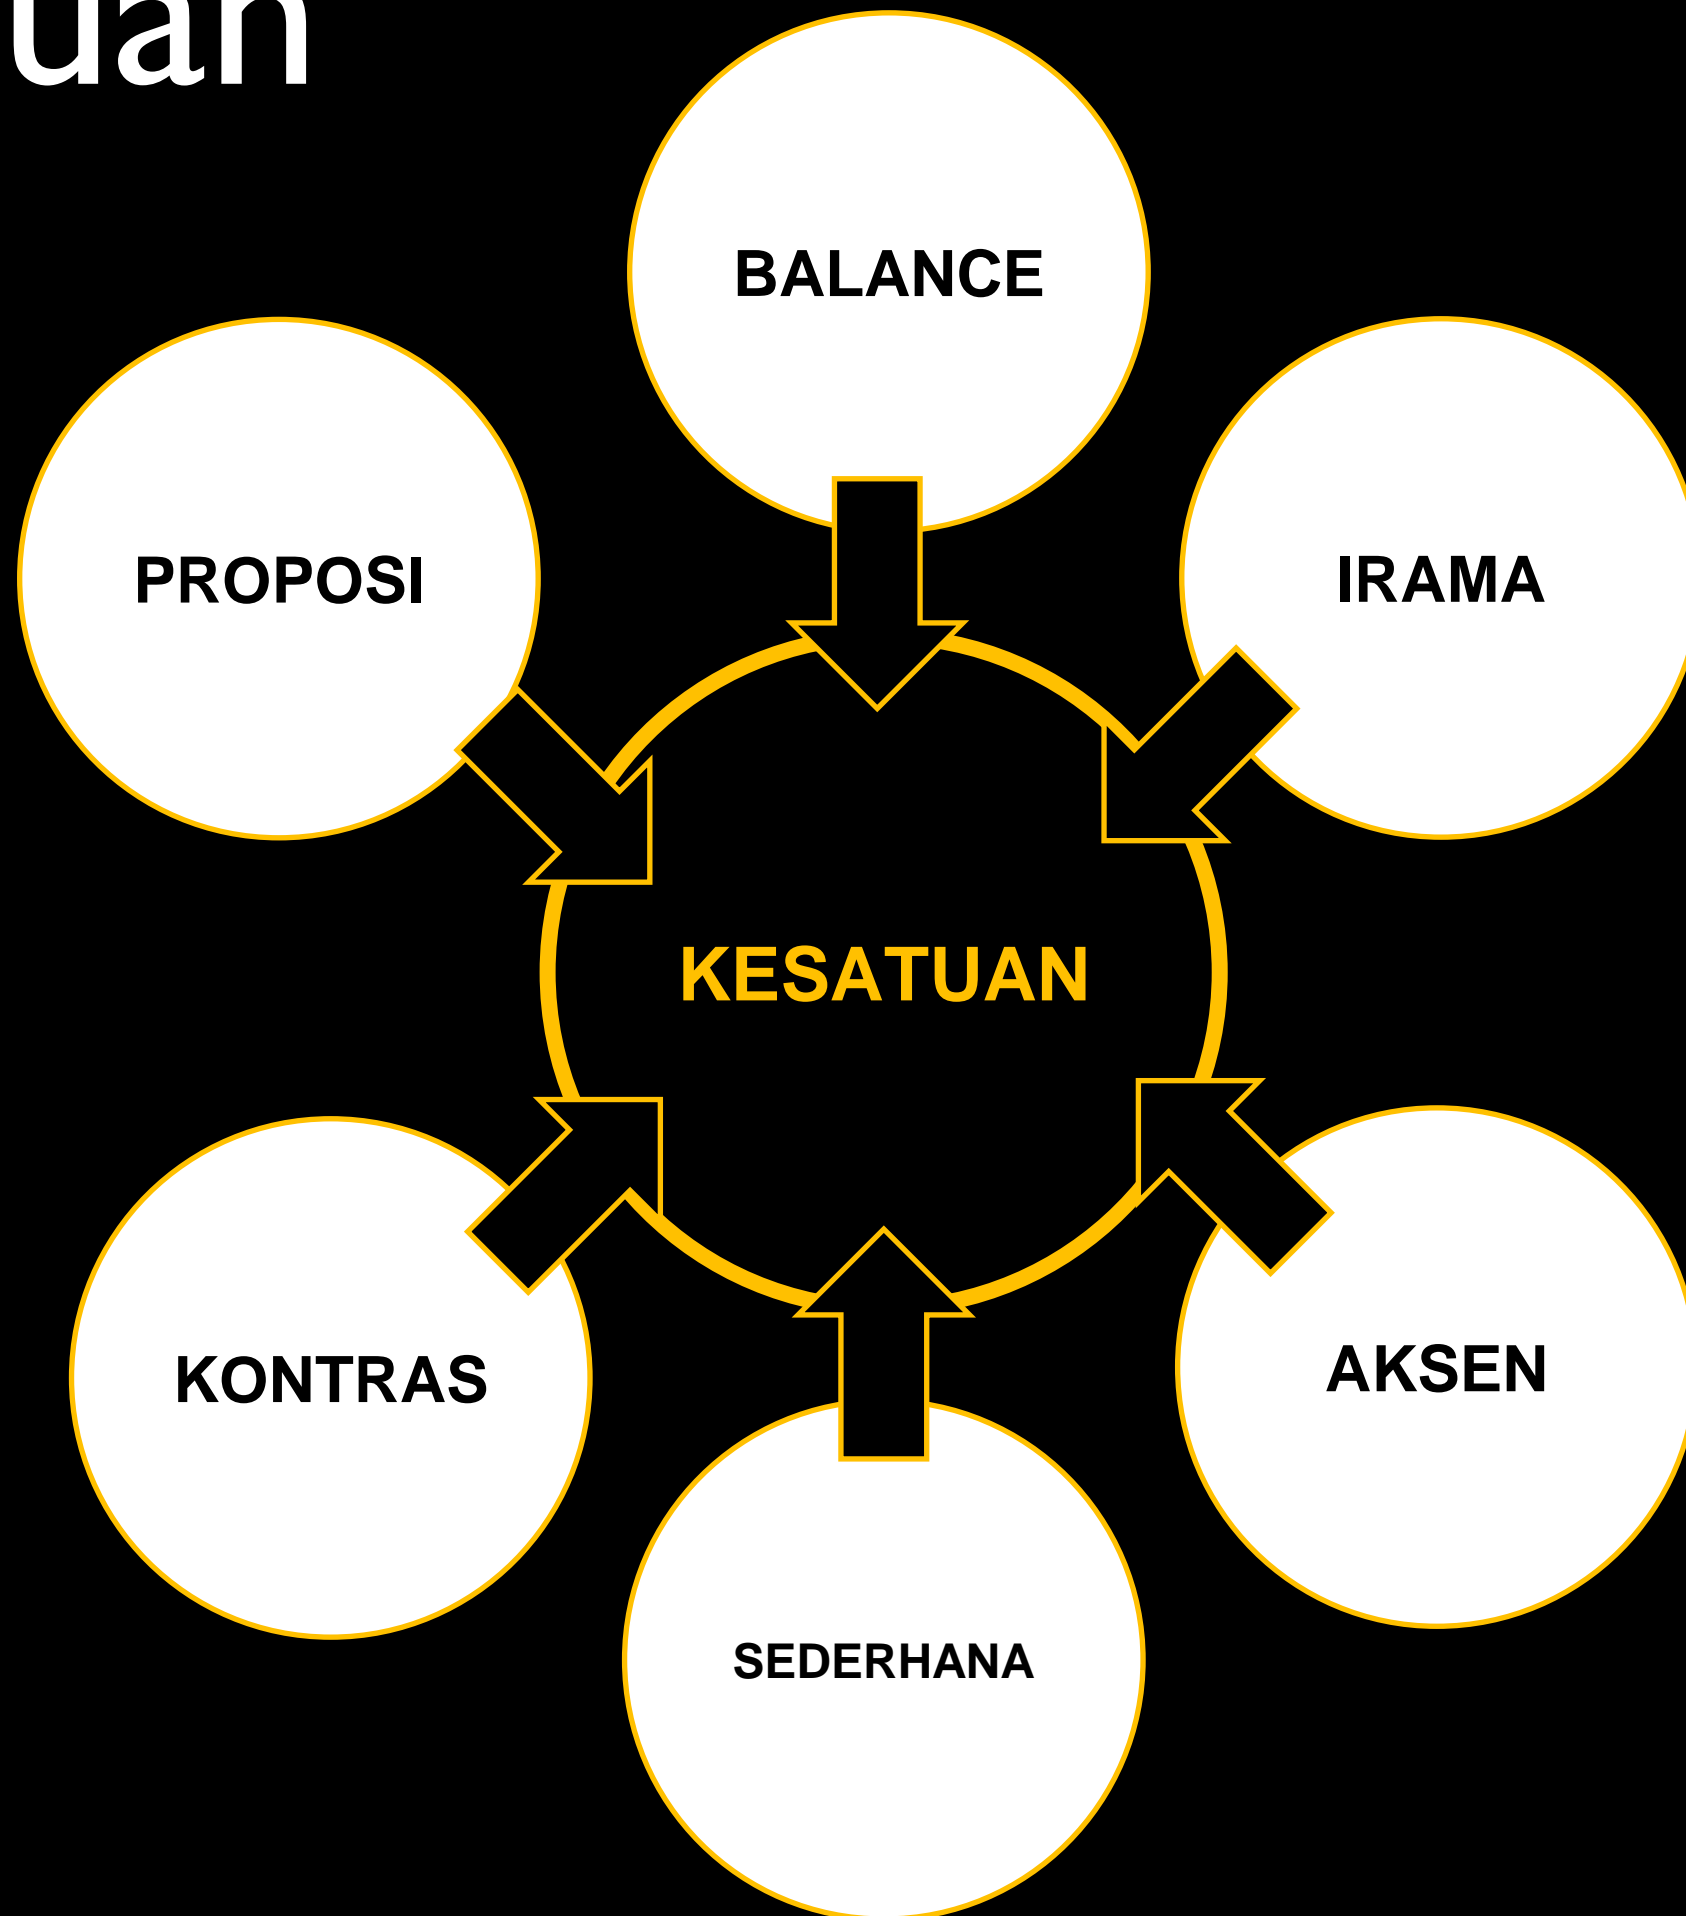 uan
BALANCE
PROPOSI
IRAMA
KESATUAN
KONTRAS
AKSEN
SEDERHANA